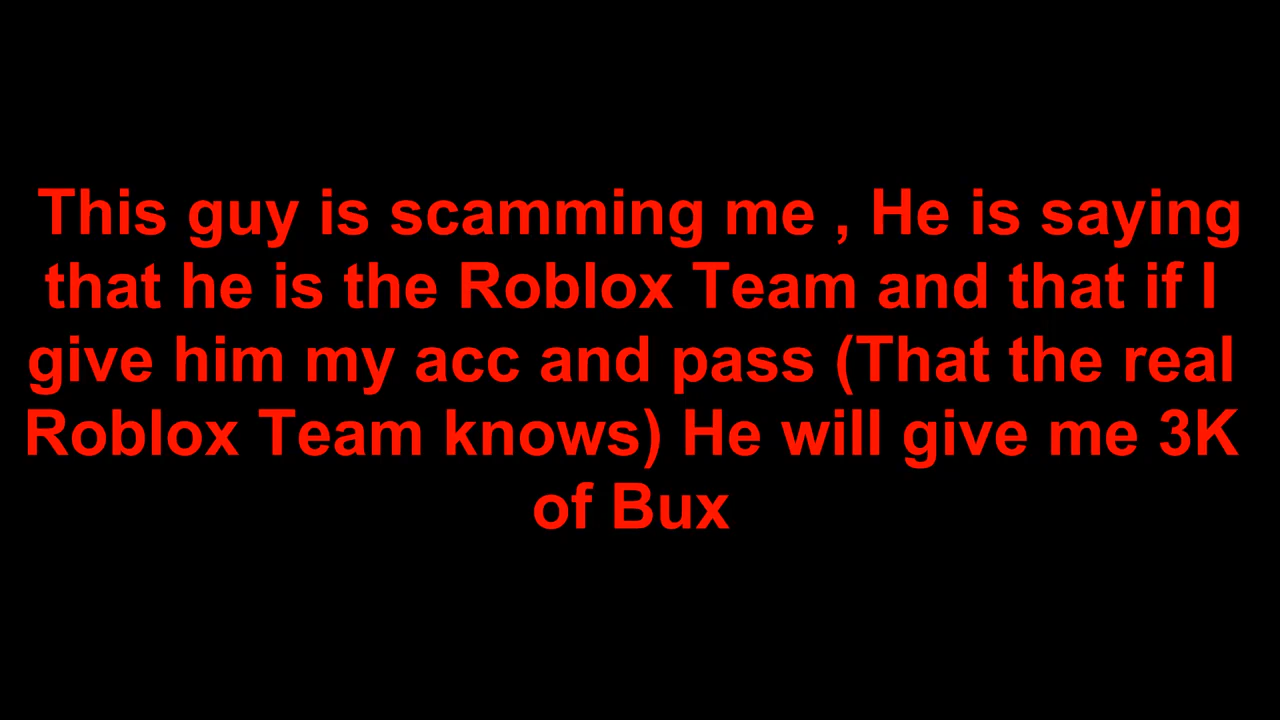 This guy is scamming me , He is saying
that he is the Roblox Team and that if I
give him my acc and pass (That the real
Roblox Team knows) He will give me 3K
of Bux